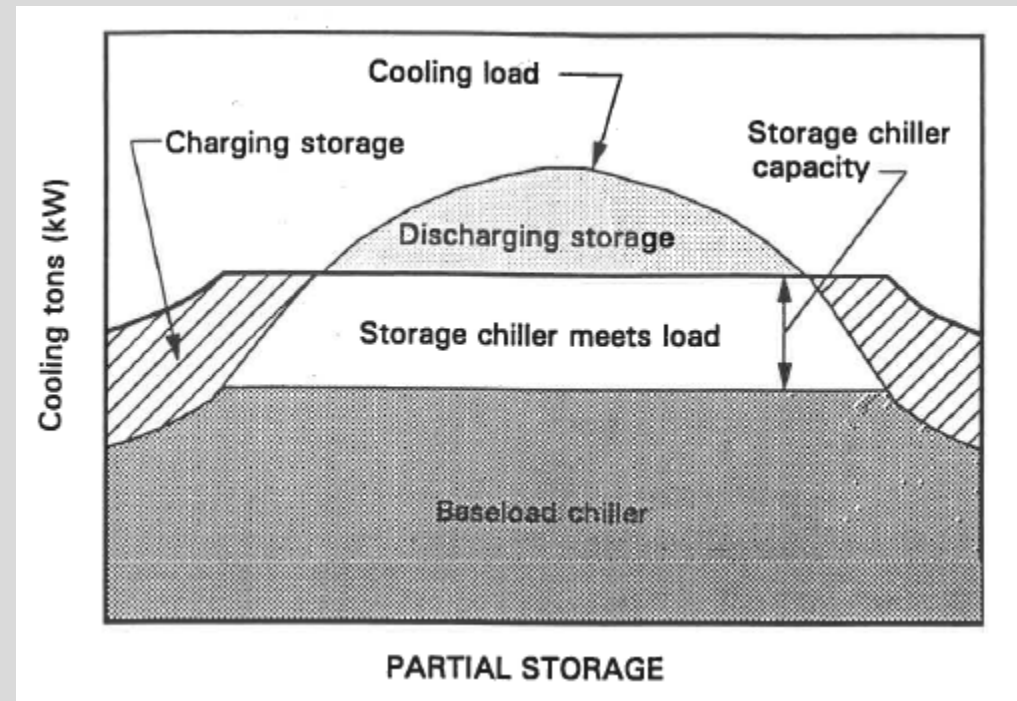 Cooling load
Charging storage
Storage chiller
capacity
Discharging storage
Storage chiller meets load
Baseload chiller
Cooling tons (kW)
PARTIAL STORAGE